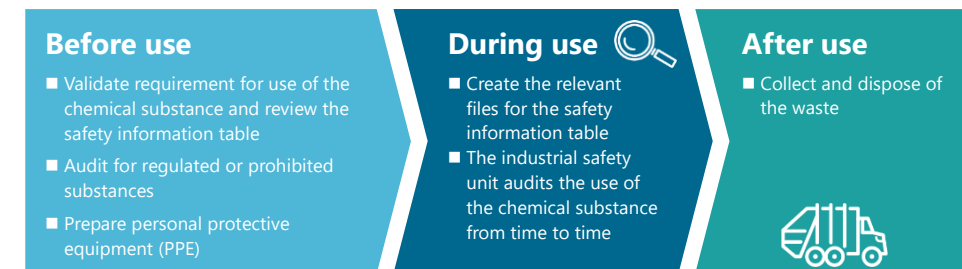 Before use
■ Validate requirement for use of the
chemical substance and review the
safety information table
■ Audit for regulated or prohibited
substances
■ Prepare personal protective
equipment (PPE)
During use
■ Create the relevant
files for the safety
information table
■ The industrial safety
unit audits the use of
the chemical substance
from time to time
After use
■ Collect and dispose of
the waste